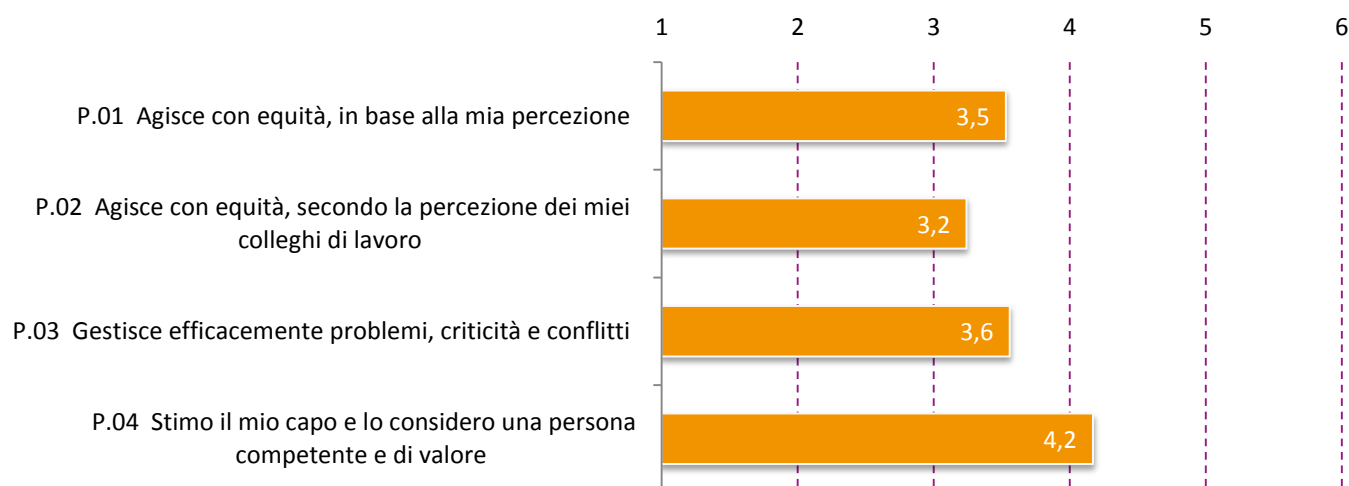 1 2 3 4 5 6
P.01 Agisce con equità, in base alla mia percezione
3,5
P.02 Agisce con equità, secondo la percezione dei miei
colleghi di lavoro
3,2
P.03 Gestisce efficacemente problemi, criticità e conflitti
3,6
P.04 Stimo il mio capo e lo considero una persona
competente e di valore
4,2